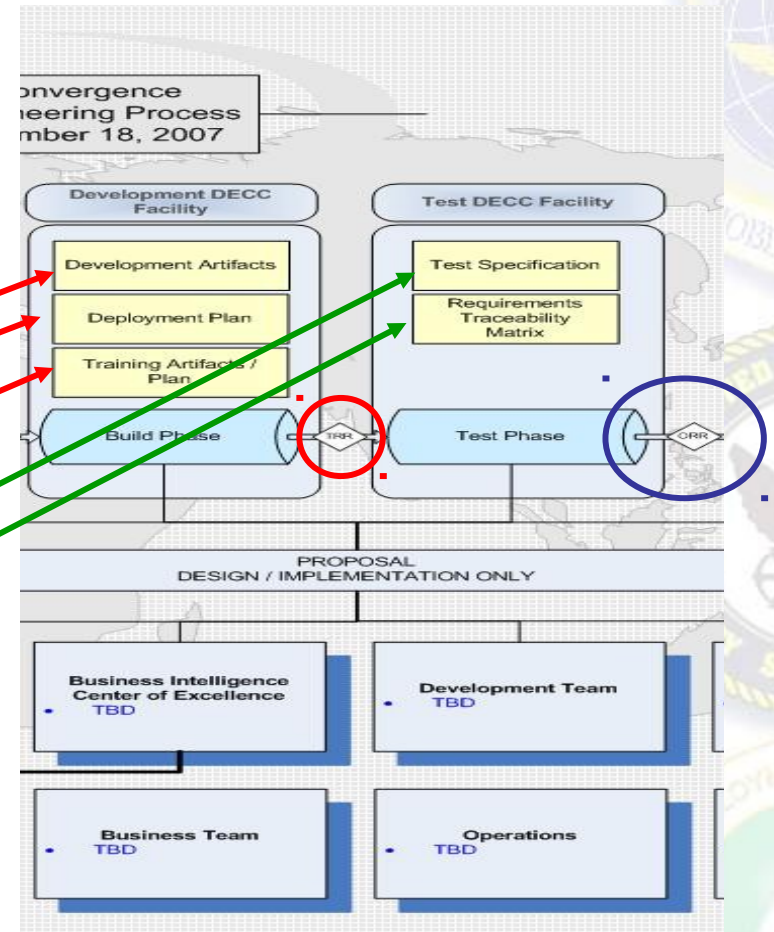 onvergence
neering Process
mber 18, 2007
Development DECC
Facility
Test DECC Facility
Development Artifacts
Test Specification
Deployment Plan
Requirements
Traceability
Matrix
Training Artifacts /
Plan
Build Phase
TRR
Test Phase
ORR
PROPOSAL
DESIGN / IMPLEMENTATION ONLY
Business Intelligence
Center of Excellence
• TBD
Development Team
• TBD
Business Team
• TBD
Operations
• TBD